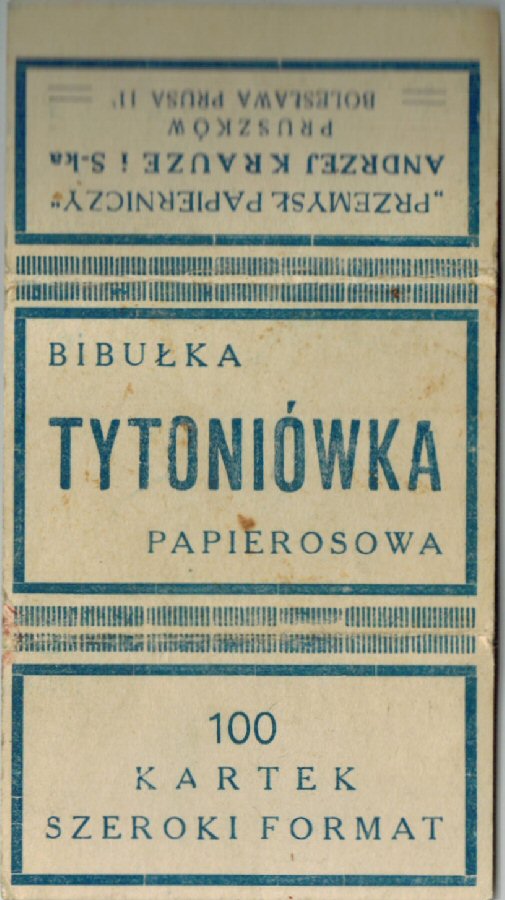 „PRZEMYSŁ PAPIERNICZY"
ANDRZEJ KRAUZE i S-ka
PRUSZKÓW
BOLESŁAWA PRUSA 11
BIBUŁKA
TYTONIÓWKA
PAPIEROSOWA
100
KARTEK
SZEROKI FORMAT